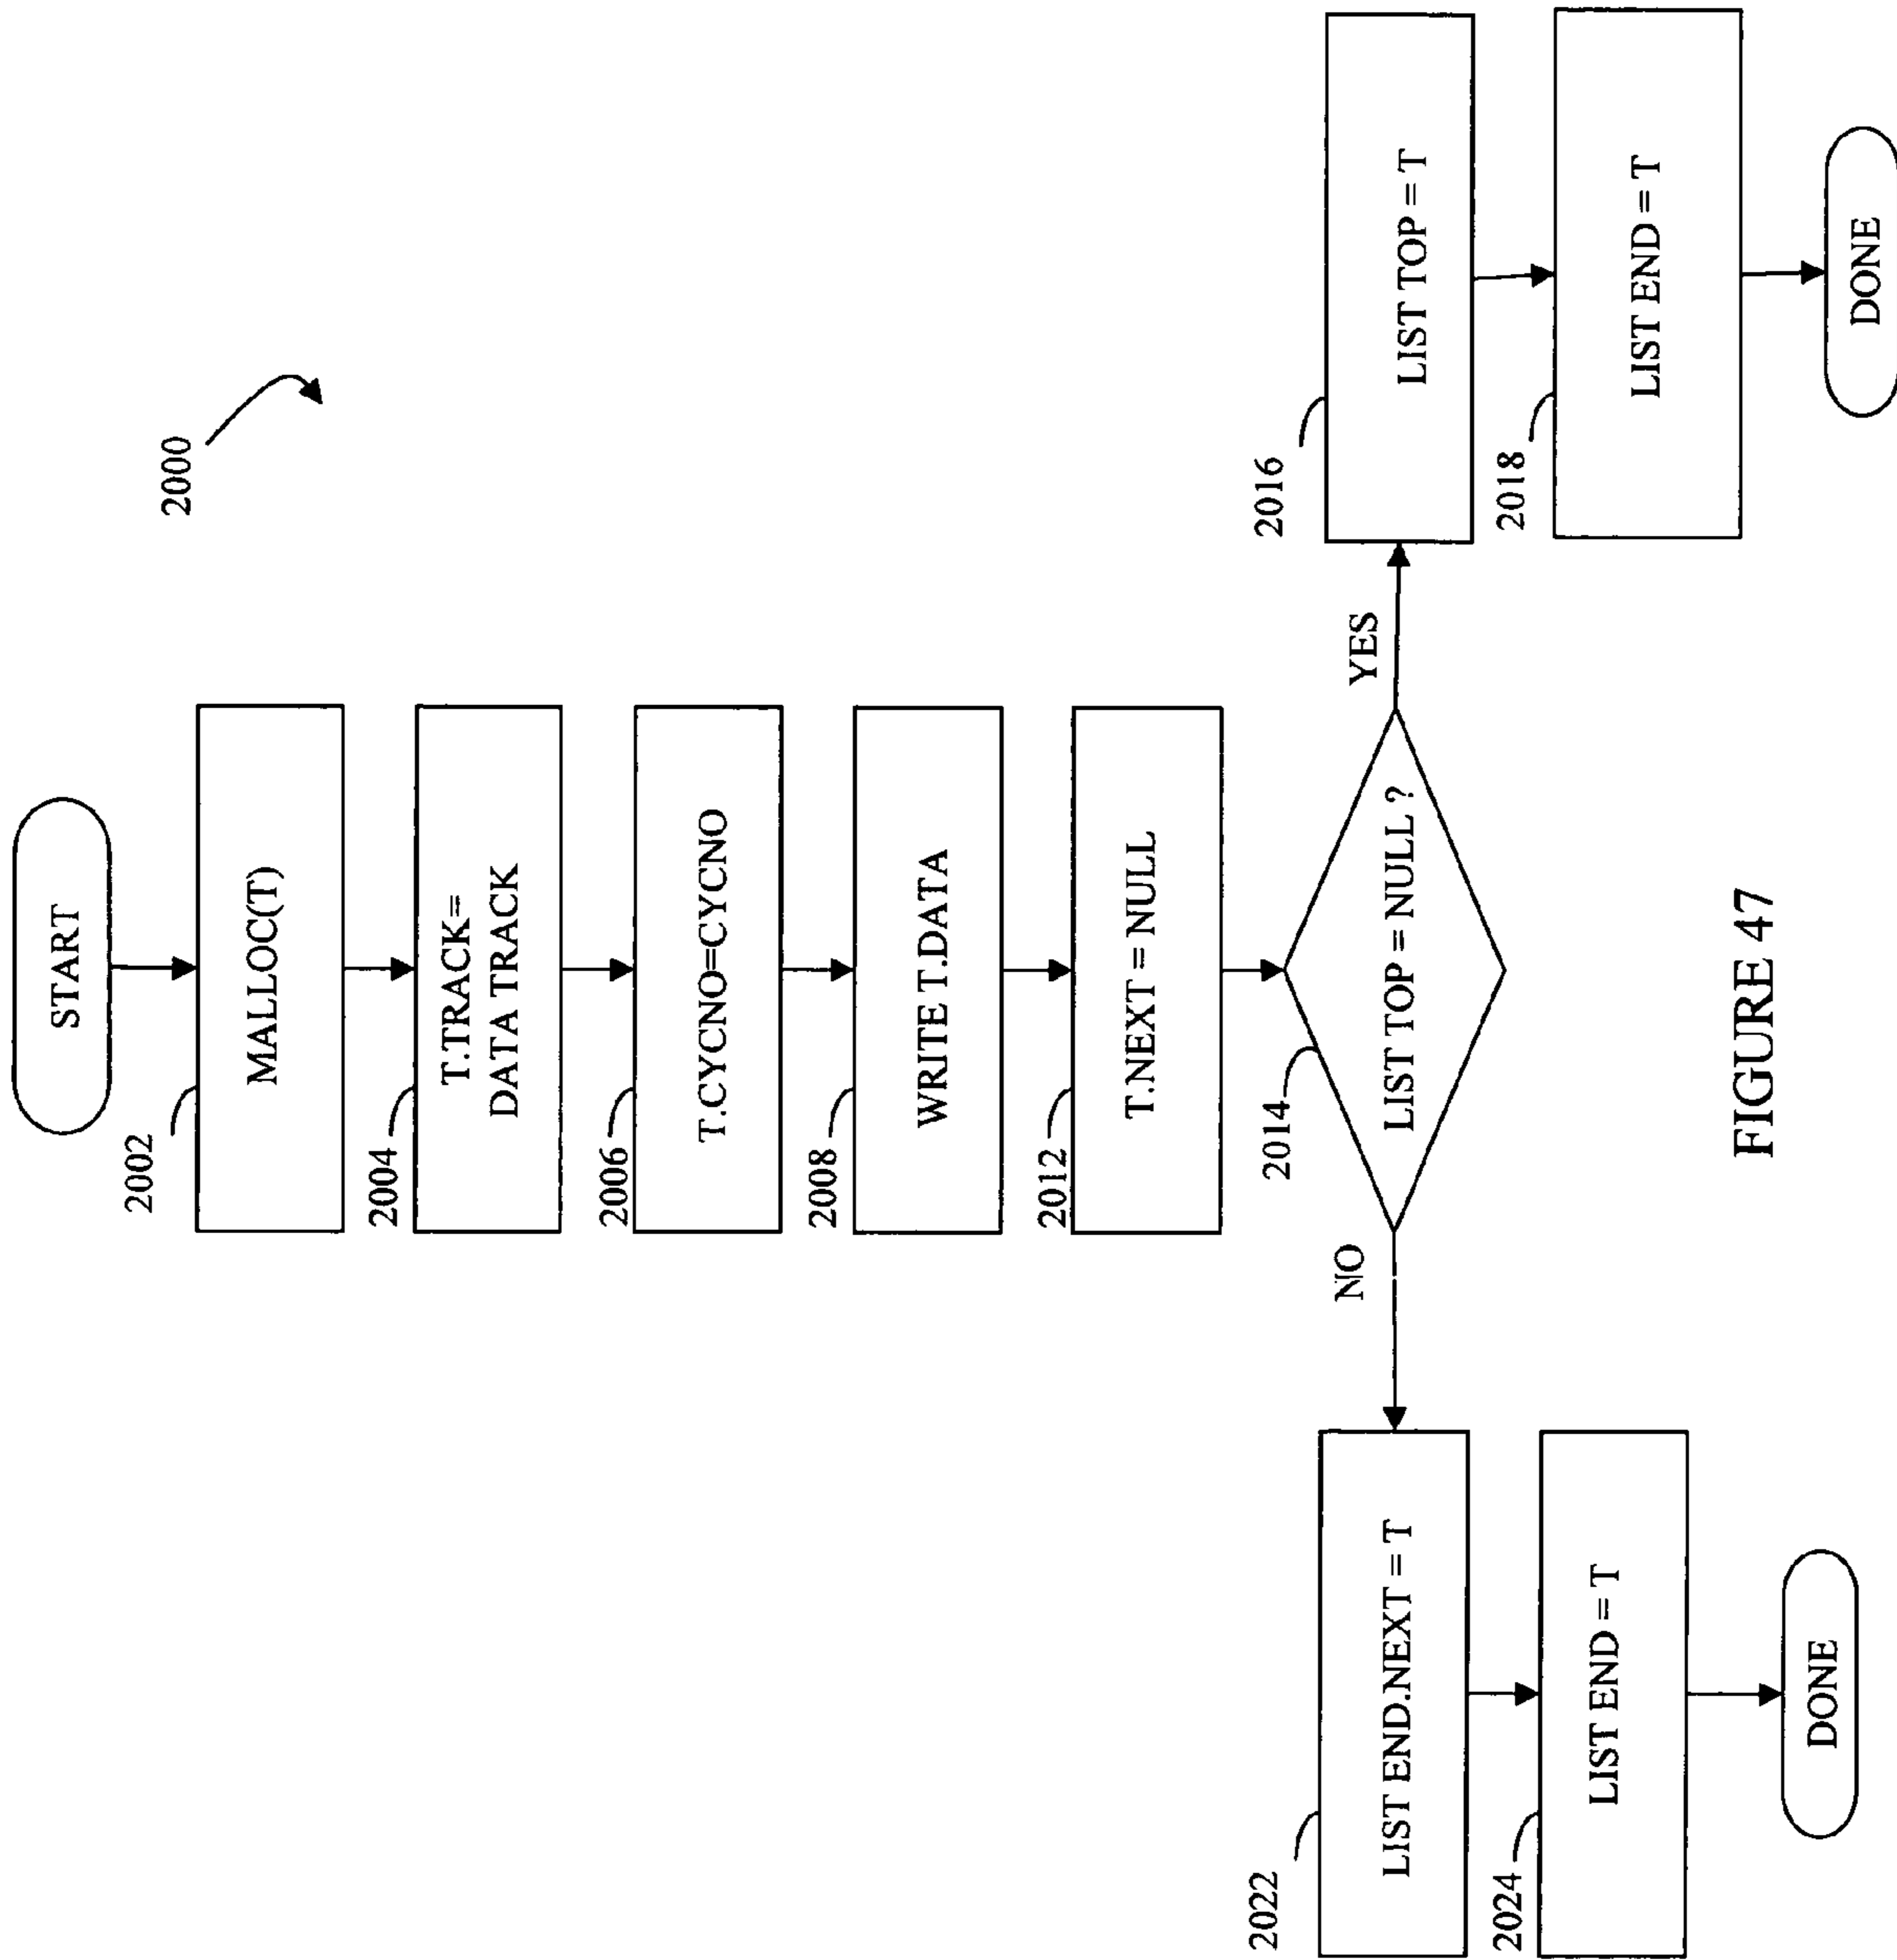 2000
START
2002
MALLOC(T)
2004
T.TRACK=
DATA TRACK
2006
T.CYCNO=CYCNO
2008
WRITE T.DATA
2012
T.NEXT = NULL
2014
LIST TOP = NULL ?
NO
YES
2022
LIST END.NEXT = T
2024
LIST END = T
DONE
2016
LIST TOP = T
2018
LIST END = T
DONE
FIGURE 47